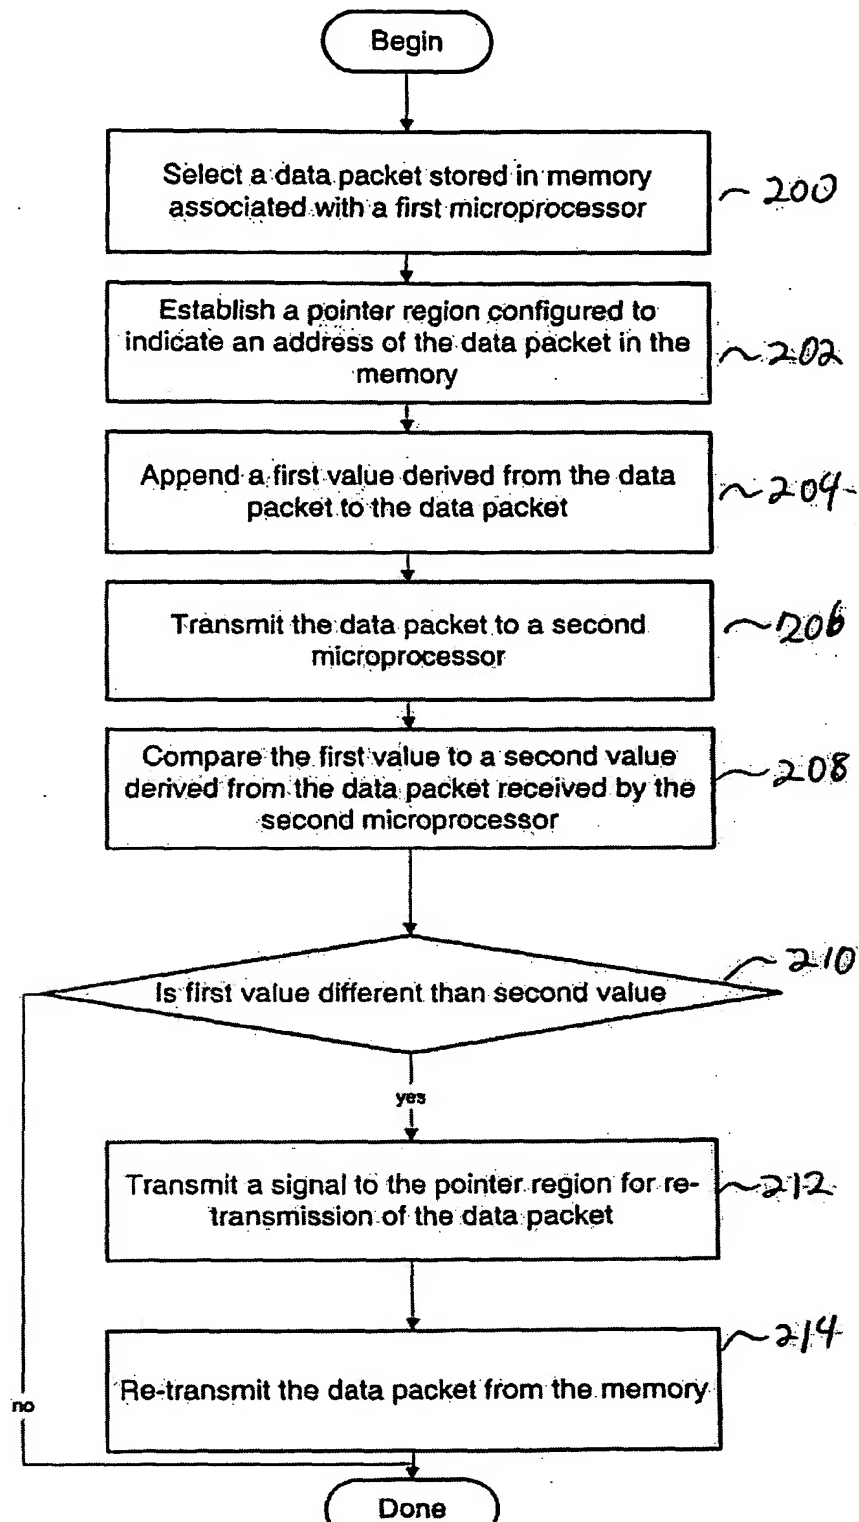 Begin
Select a data packet stored in memory
associated with a first microprocessor
200
Establish a pointer region configured to
indicate an address of the data packet in the
memory
202
Append a first value derived from the data
packet to the data packet
204
Transmit the data packet to a second
microprocessor
206
Compare the first value to a second value
derived from the data packet received by the
second microprocessor
208
210
Is first value different than second value
yes
Transmit a signal to the pointer region for re-
transmission of the data packet
212
214
Re-transmit the data packet from the memory
no
Done